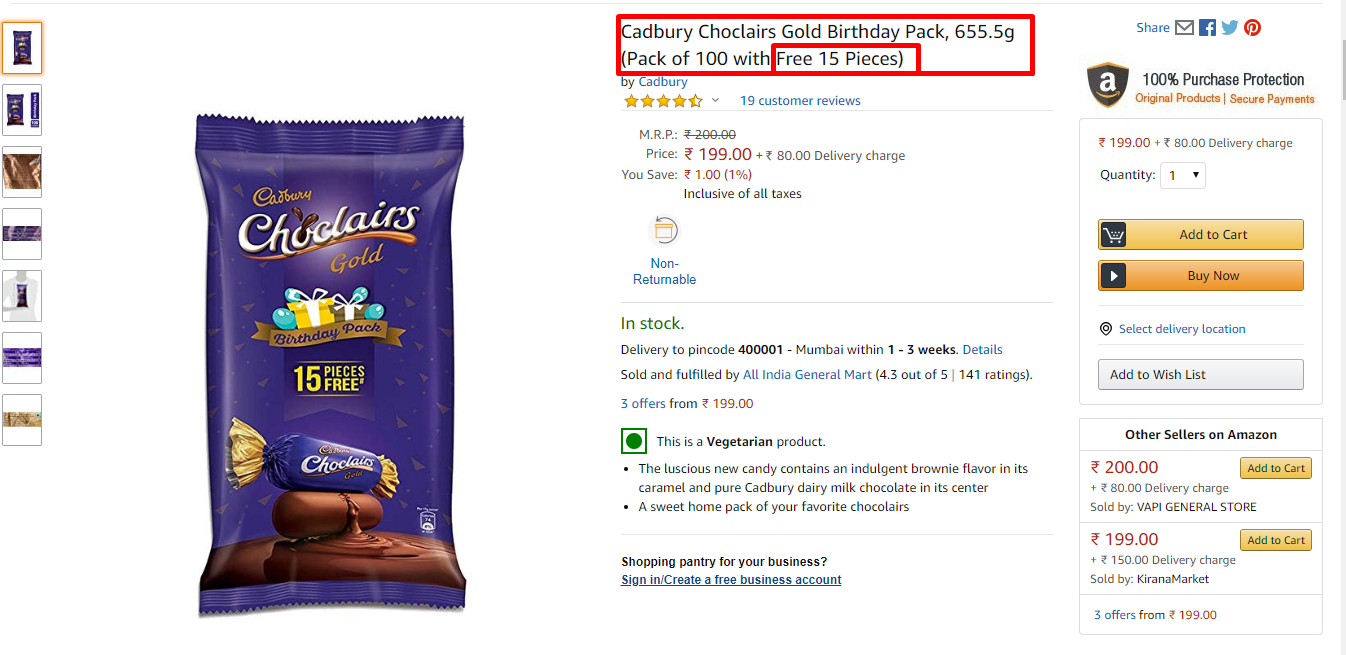 Cadbury
Choclairs
Gold
Birthday Pack
15 PIECES
FREE#
Cadbury
Choclairs
Gold
Cadbury Choclairs Gold Birthday Pack, 655.5g
(Pack of 100 with Free 15 Pieces)
by Cadbury
19 customer reviews
M.R.P.: ₹ 200.00
Price: ₹ 199.00 + ₹ 80.00 Delivery charge
You Save: ₹ 1.00 (1%)
Inclusive of all taxes
Non-
Returnable
In stock.
Delivery to pincode 400001 - Mumbai within 1 - 3 weeks. Details
Sold and fulfilled by All India General Mart (4.3 out of 5 | 141 ratings).
3 offers from ₹ 199.00
This is a Vegetarian product.
• The luscious new candy contains an indulgent brownie flavor in its
caramel and pure Cadbury dairy milk chocolate in its center
• A sweet home pack of your favorite chocolairs
Shopping pantry for your business?
Sign in/Create a free business account
Share
a
100% Purchase Protection
Original Products | Secure Payments
₹ 199.00 + ₹ 80.00 Delivery charge
Quantity: 1
Add to Cart
Buy Now
Select delivery location
Add to Wish List
Other Sellers on Amazon
₹ 200.00 Add to Cart
+ ₹ 80.00 Delivery charge
Sold by: VAPI GENERAL STORE
₹ 199.00 Add to Cart
+ ₹ 150.00 Delivery charge
Sold by: KiranaMarket
3 offers from ₹ 199.00